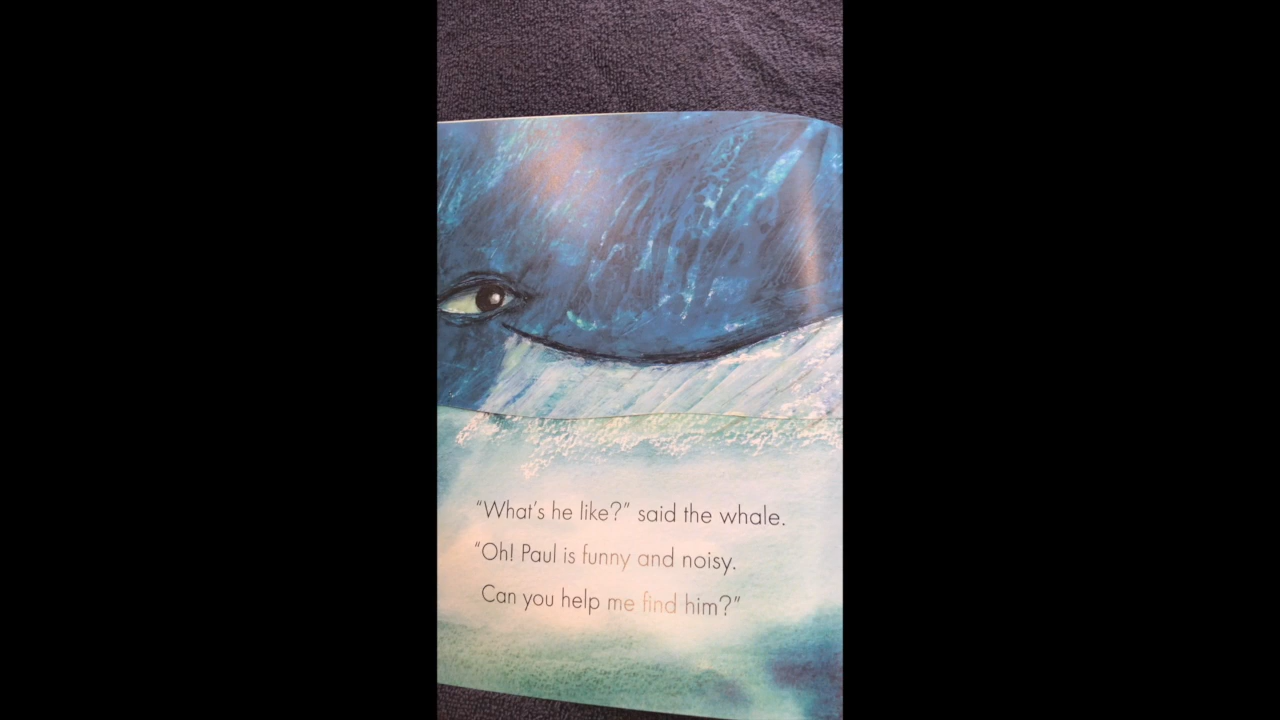 “What’s he like?” said the whale.
“Oh! Paul is funny and noisy.
Can you help me find him?”